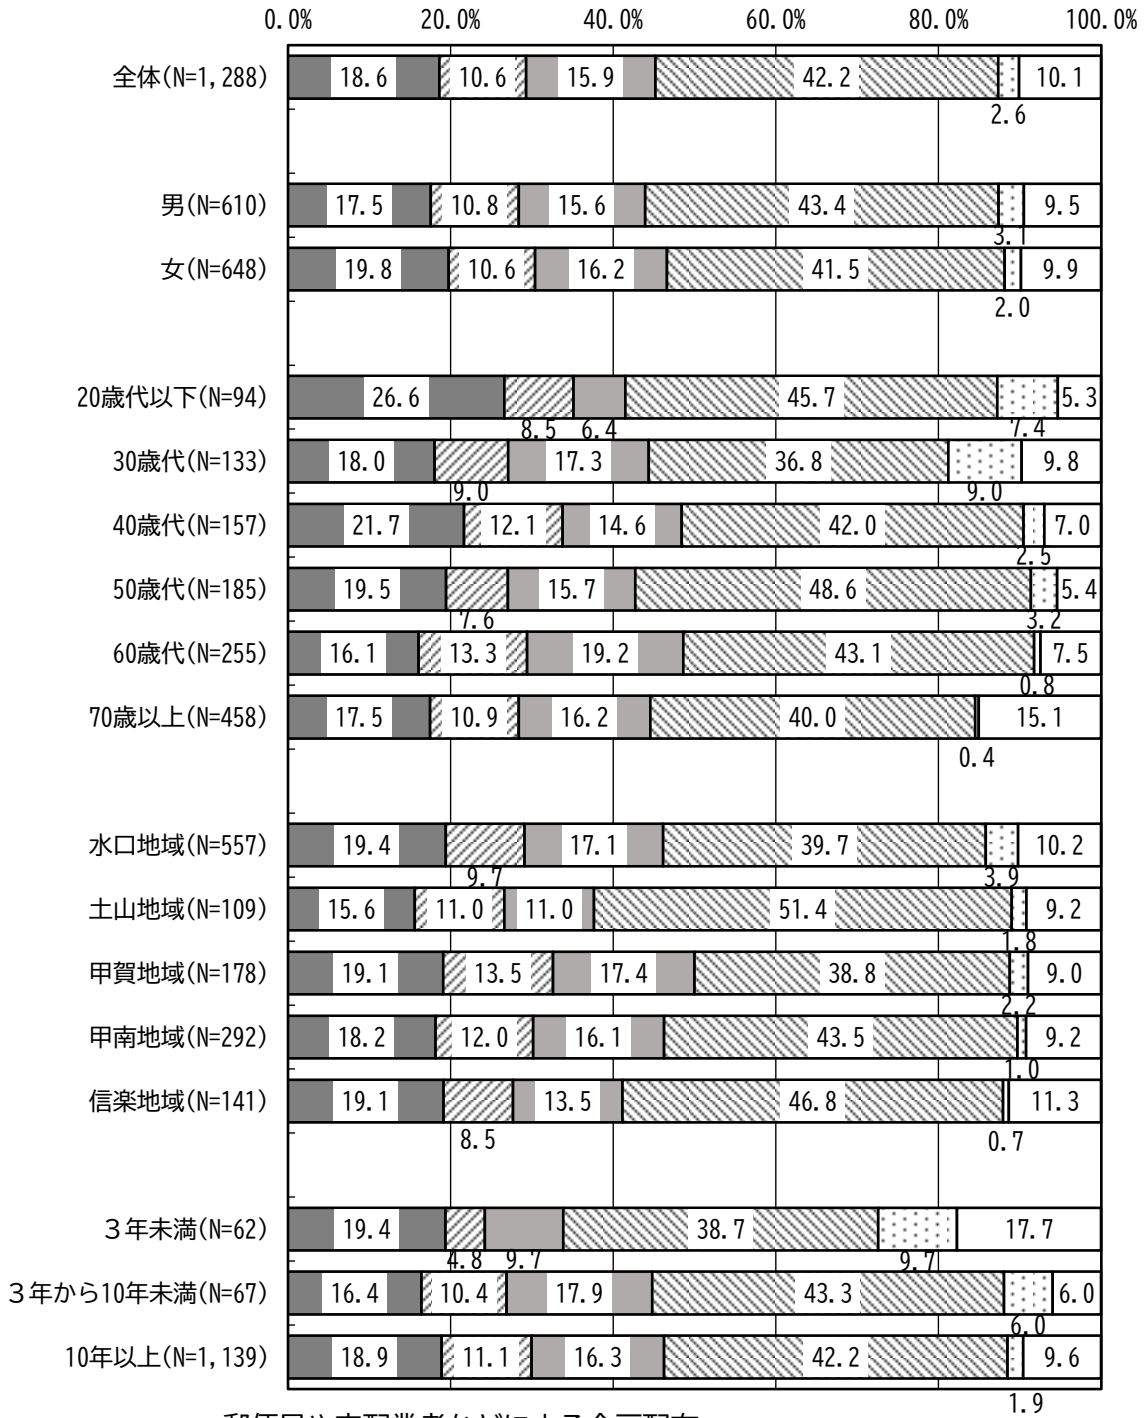 0.0% 20.0% 40.0% 60.0% 80.0% 100.0%
全体(N=1,288) 18.6 10.6 15.9 42.2 10.1
2.6
男(N=610) 17.5 10.8 15.6 43.4 9.5
3.1
女(N=648) 19.8 10.6 16.2 41.5 9.9
2.0
20歳代以下(N=94) 26.6 45.7 5.3
8.5 6.4 7.4
30歳代(N=133) 18.0 17.3 36.8 9.8
9.0 9.0
40歳代(N=157) 21.7 12.1 14.6 42.0 7.0
2.5
50歳代(N=185) 19.5 15.7 48.6 5.4
7.6 3.2
60歳代(N=255) 16.1 13.3 19.2 43.1 7.5
0.8
70歳以上(N=458) 17.5 10.9 16.2 40.0 15.1
0.4
水口地域(N=557) 19.4 17.1 39.7 10.2
9.7 3.9
土山地域(N=109) 15.6 11.0 11.0 51.4 9.2
1.8
甲賀地域(N=178) 19.1 13.5 17.4 38.8 9.0
2.2
甲南地域(N=292) 18.2 12.0 16.1 43.5 9.2
1.0
信楽地域(N=141) 19.1 13.5 46.8 11.3
8.5 0.7
３年未満(N=62) 19.4 38.7 17.7
4.8 9.7 9.7
３年から10年未満(N=67) 16.4 10.4 17.9 43.3 6.0
6.0
10年以上(N=1,139) 18.9 11.1 16.3 42.2 9.6
1.9